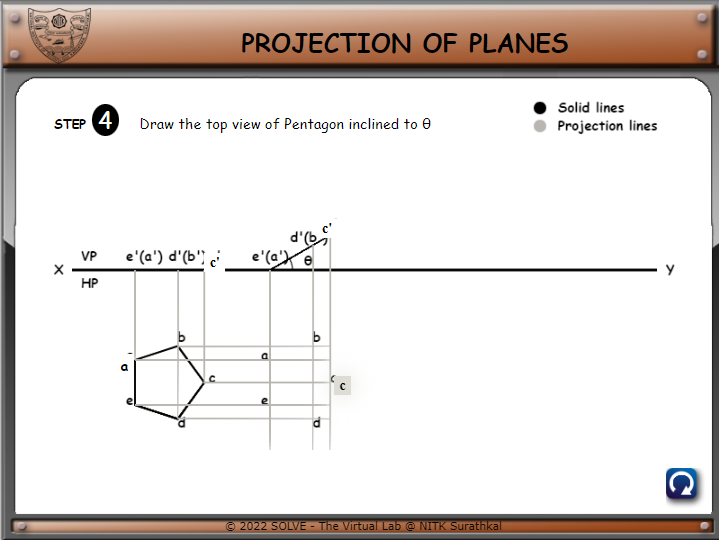 PROJECTION OF PLANES
STEP 4 Draw the top view of Pentagon inclined to θ
Solid lines
Projection lines
d'(b c'
VP e'(a') d'(b') c' e'(a') θ
X Y
HP
b b
a a
c c
e e
d d
© 2022 SOLVE - The Virtual Lab @ NITK Surathkal